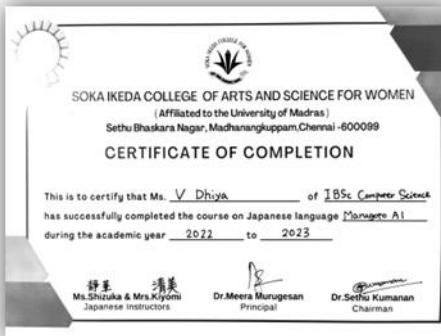 SOKA IKEDA COLLEGE OF ARTS AND SCIENCE FOR WOMEN
(Affiliated to the University of Madras)
Sethu Bhaskara Nagar, Madhanangkuppam,Chennai -600099
CERTIFICATE OF COMPLETION
This is to certify that Ms. V Dhiya of IBSc Computer Science
has successfully completed the course on Japanese language Marugoto A1
during the academic year 2022 to 2023
静華 清美
Ms.Shizuka & Mrs.Kiyomi Dr.Meera Murugesan Dr.Sethu Kumanan
Japanese Instructors Principal Chairman